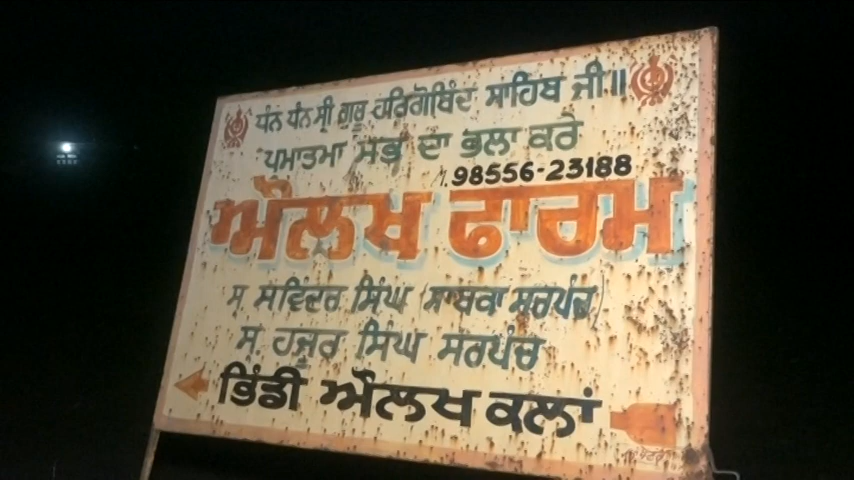 ਧੰਨ ਧੰਨ ਸ੍ਰੀ ਗੁਰੂ ਹਰਿਗੋਬਿੰਦ ਸਾਹਿਬ ਜੀ॥
ਪ੍ਰਮਾਤਮਾ ਸਭ ਦਾ ਭਲਾ ਕਰੇ
98556-23188
ਔਲਖ ਫਾਰਮ
ਸ. ਸਵਿੰਦਰ ਸਿੰਘ (ਸਾਬਕਾ ਸਰਪੰਚ)
ਸ. ਹਜੂਰ ਸਿੰਘ ਸਰਪੰਚ
ਭਿੰਡੀ ਔਲਖ ਕਲਾਂ